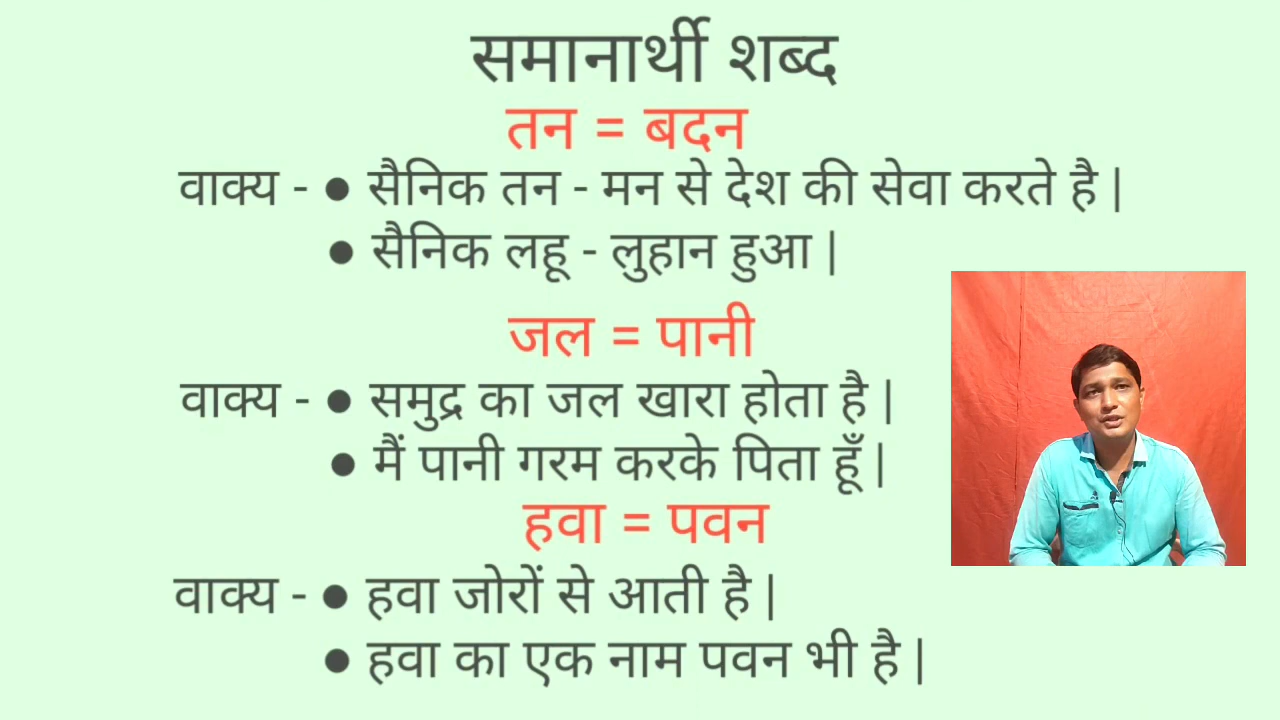 समानार्थी शब्द
तन = बदन
वाक्य - ● सैनिक तन - मन से देश की सेवा करते है |
● सैनिक लहू - लुहान हुआ |
जल = पानी
वाक्य - ● समुद्र का जल खारा होता है |
● मैं पानी गरम करके पिता हूँ |
हवा = पवन
वाक्य - ● हवा जोरों से आती है |
● हवा का एक नाम पवन भी है |